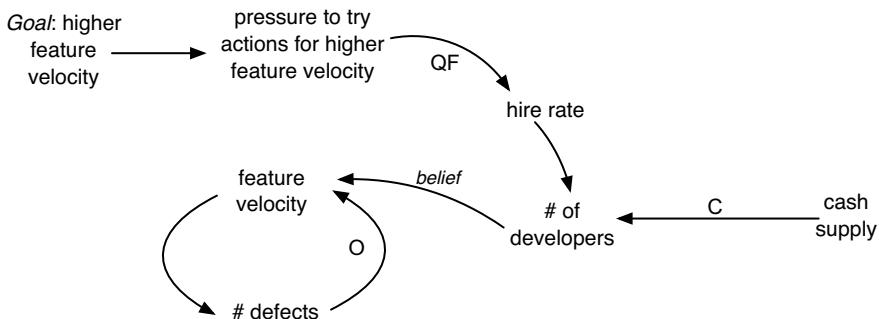 Goal: higher
feature
velocity
pressure to try
actions for higher
feature velocity
QF
hire rate
feature
velocity
belief
# of
developers
C
cash
supply
O
# defects